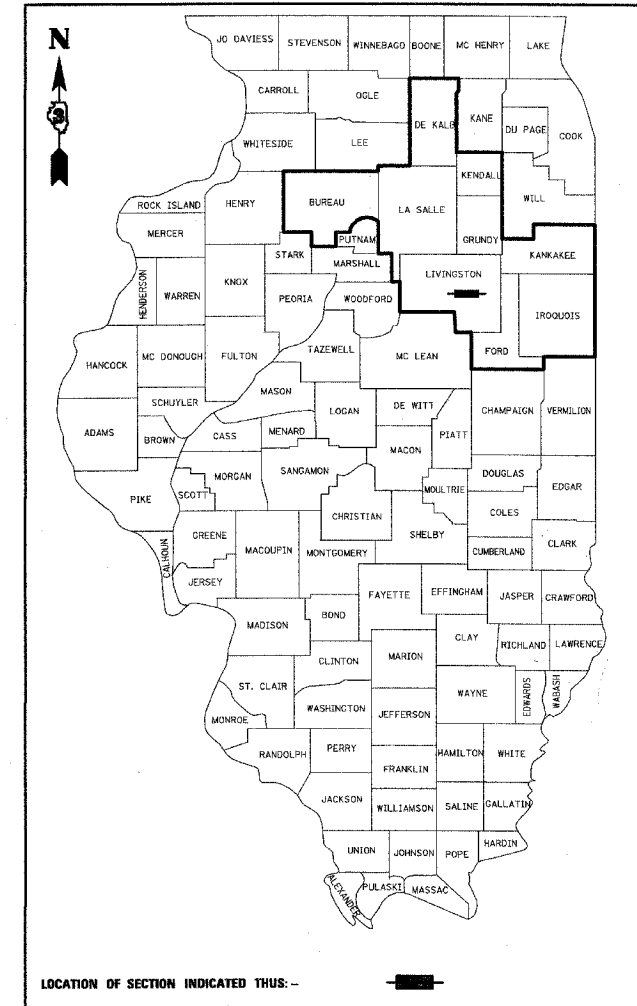 JO DAVIESS STEVENSON WINNEBAGO BOONE MC HENRY LAKE
N
CARROLL OGLE
DE KALB KANE
3
DU PAGE COOK
WHITESIDE LEE
KENDALL
WILL
BUREAU
LA SALLE
ROCK ISLAND HENRY
GRUNDY
MERCER
PUTNAM
KANKAKEE
STARK
MARSHALL
LIVINGSTON
HENDERSON WARREN KNOX
PEORIA WOODFORD
IROQUOIS
FORD
TAZEWELL
MC LEAN
HANCOCK MC DONOUGH FULTON
MASON
SCHUYLER
LOGAN
DE WITT
CHAMPAIGN VERMILION
ADAMS
BROWN CASS MENARD
PIATT
MACON
SANGAMON
MORGAN
DOUGLAS
PIKE
SCOTT
MOULTRIE
EDGAR
CHRISTIAN
COLES
GREENE
SHELBY
CALHOUN
MACOUPIN MONTGOMERY
CUMBERLAND CLARK
JERSEY
FAYETTE EFFINGHAM JASPER CRAWFORD
BOND
MADISON
CLAY
RICHLAND LAWRENCE
CLINTON MARION
ST. CLAIR
WAYNE
EDWARDS WABASH
WASHINGTON JEFFERSON
MONROE
RANDOLPH PERRY
HAMILTON WHITE
FRANKLIN
JACKSON
WILLIAMSON SALINE GALLATIN
UNION JOHNSON POPE HARDIN
ALEXANDER PULASKI MASSAC
LOCATION OF SECTION INDICATED THUS: -